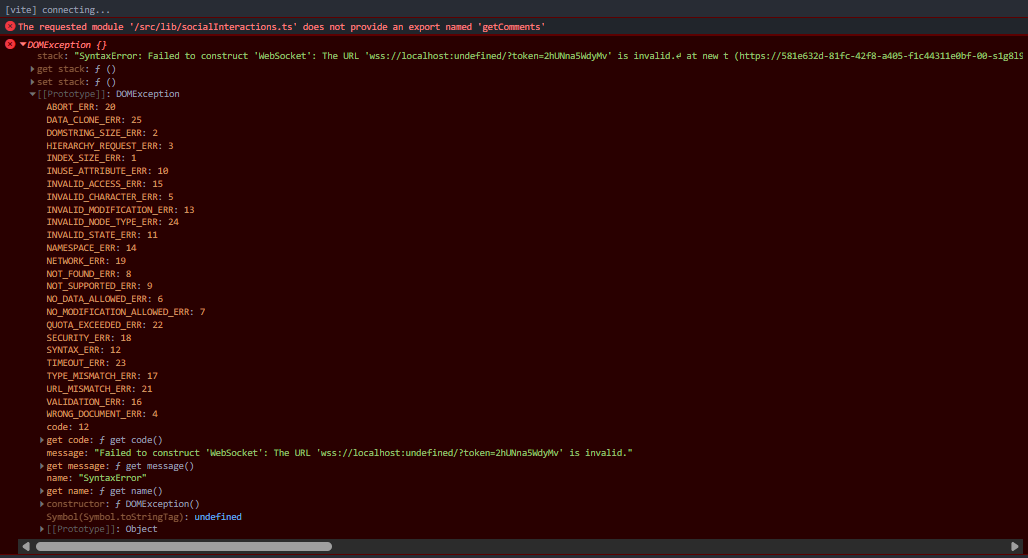 [vite] connecting...
The requested module '/src/lib/socialInteractions.ts' does not provide an export named 'getComments'
DOMException {}
stack: "SyntaxError: Failed to construct 'WebSocket': The URL 'wss://localhost:undefined/?token=2hUNna5WdyMv' is invalid.↵ at new t (https://581e632d-81fc-42f8-a405-f1c44311e0bf-00-s1g8l9
get stack: ƒ ()
set stack: ƒ ()
[[Prototype]]: DOMException
ABORT_ERR: 20
DATA_CLONE_ERR: 25
DOMSTRING_SIZE_ERR: 2
HIERARCHY_REQUEST_ERR: 3
INDEX_SIZE_ERR: 1
INUSE_ATTRIBUTE_ERR: 10
INVALID_ACCESS_ERR: 15
INVALID_CHARACTER_ERR: 5
INVALID_MODIFICATION_ERR: 13
INVALID_NODE_TYPE_ERR: 24
INVALID_STATE_ERR: 11
NAMESPACE_ERR: 14
NETWORK_ERR: 19
NOT_FOUND_ERR: 8
NOT_SUPPORTED_ERR: 9
NO_DATA_ALLOWED_ERR: 6
NO_MODIFICATION_ALLOWED_ERR: 7
QUOTA_EXCEEDED_ERR: 22
SECURITY_ERR: 18
SYNTAX_ERR: 12
TIMEOUT_ERR: 23
TYPE_MISMATCH_ERR: 17
URL_MISMATCH_ERR: 21
VALIDATION_ERR: 16
WRONG_DOCUMENT_ERR: 4
code: 12
get code: ƒ get code()
message: "Failed to construct 'WebSocket': The URL 'wss://localhost:undefined/?token=2hUNna5WdyMv' is invalid."
get message: ƒ get message()
name: "SyntaxError"
get name: ƒ get name()
constructor: ƒ DOMException()
Symbol(Symbol.toStringTag): undefined
[[Prototype]]: Object